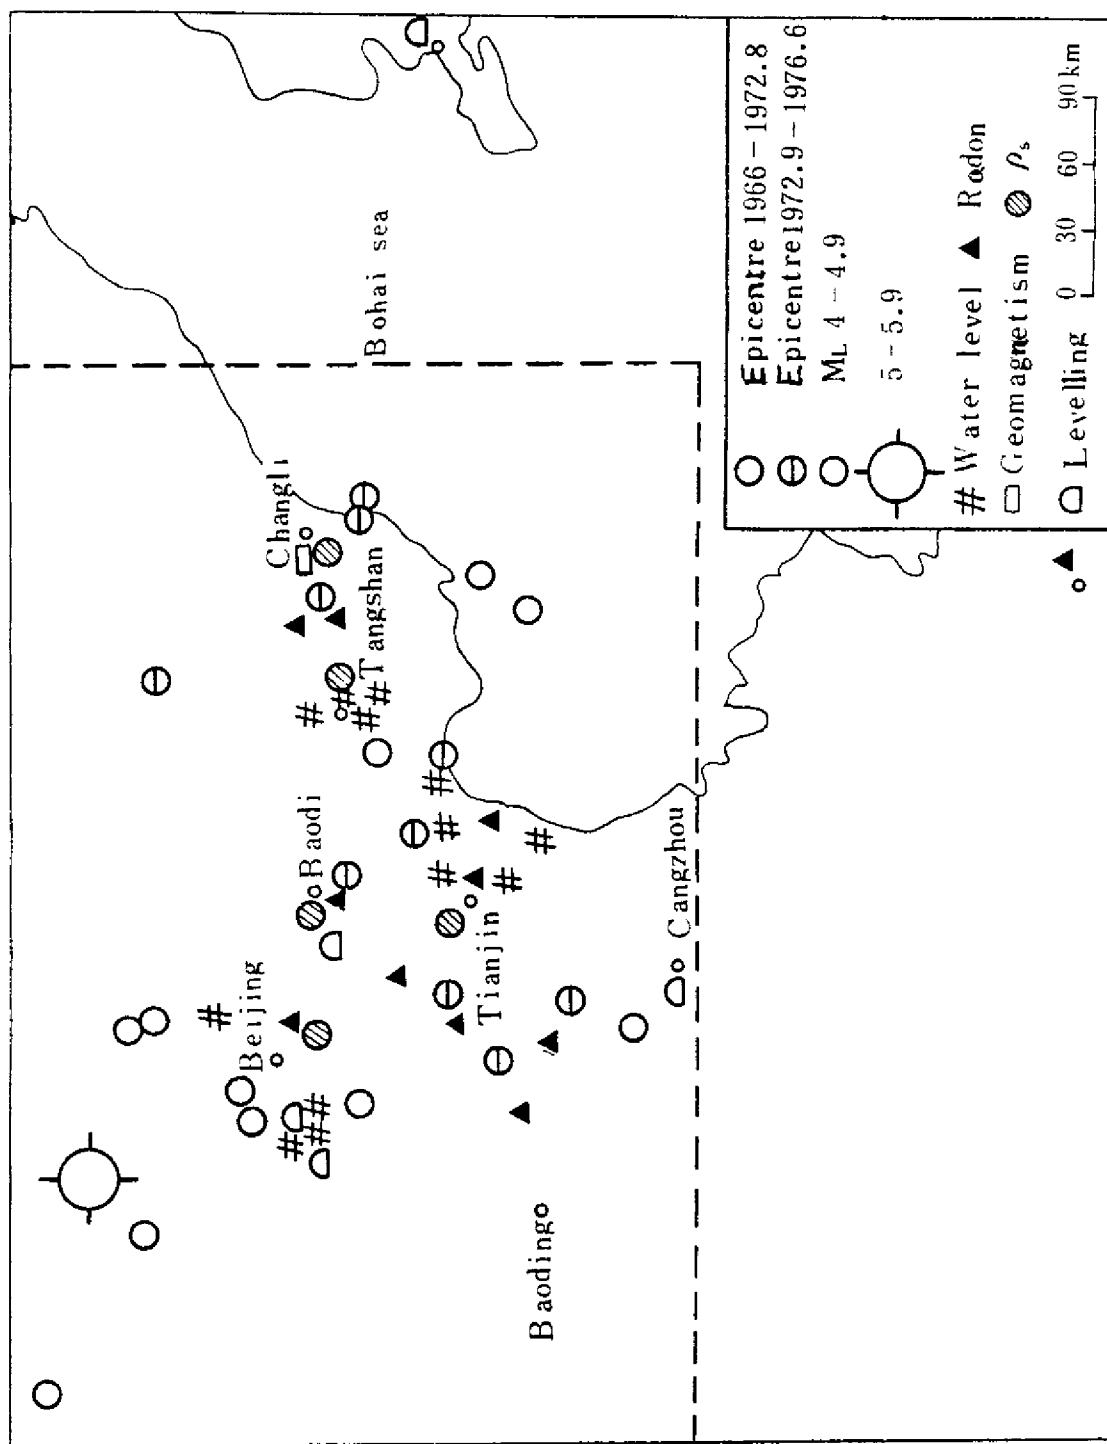 Changli
Tangshan
Baodi
Beijing
Tianjin
Baoding
Cangzhou
Bohai sea
Epicentre 1966-1972.8
Epicentre 1972.9-1976.6
ML 4-4.9
5-5.9
# Water level ▲ Radon
Geomagnetism ρs
Levelling
0 30 60 90km